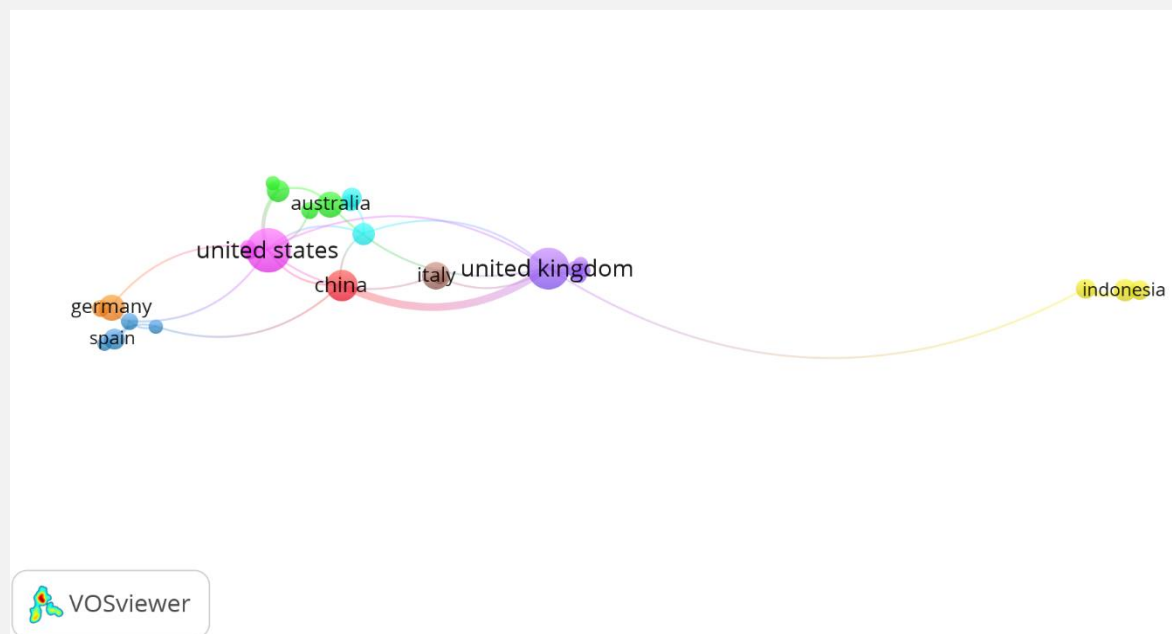 australia
united states
united kingdom
italy
china
indonesia
germany
spain
VOSviewer